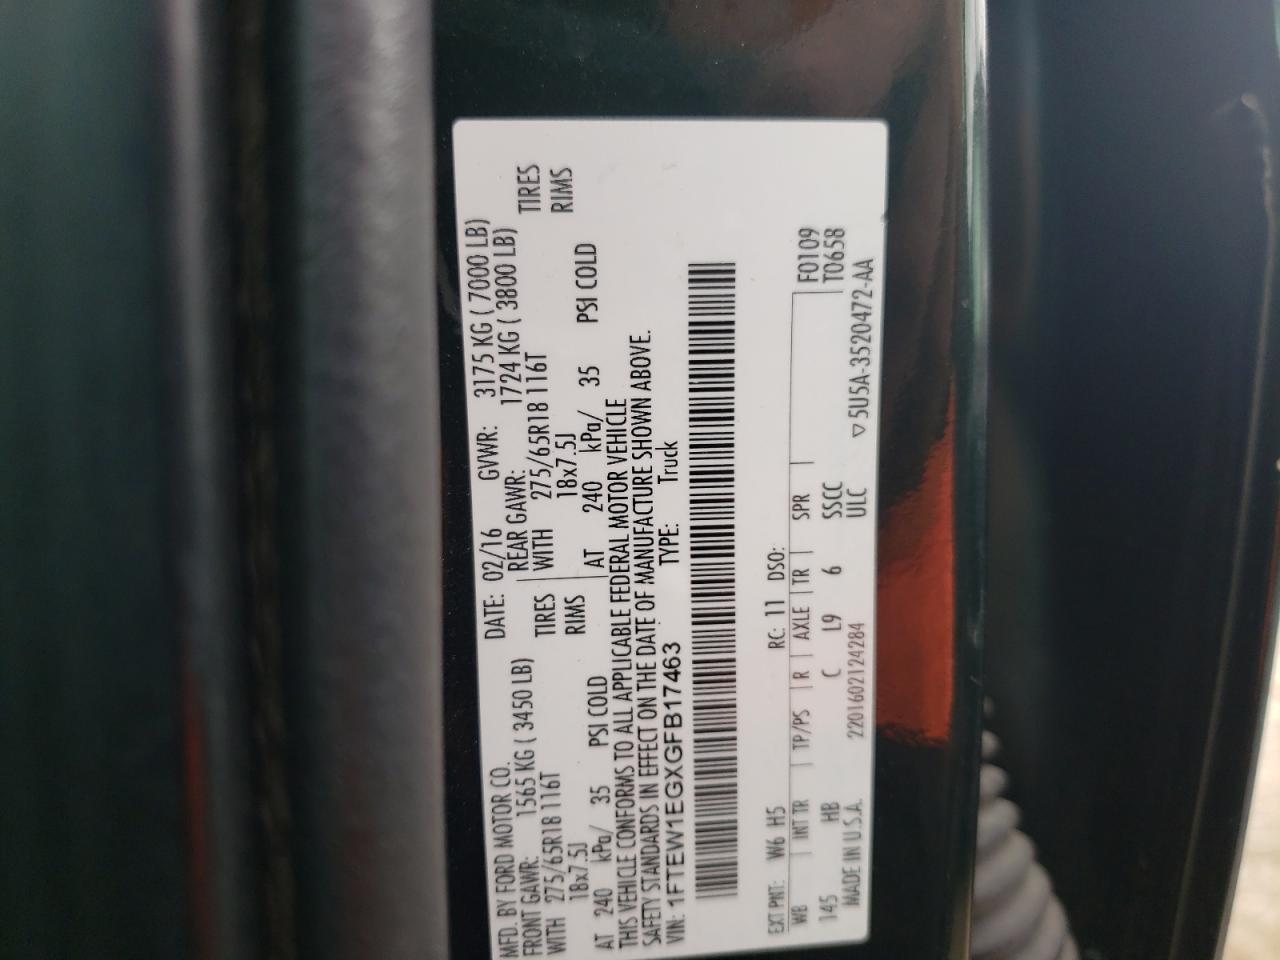 MFD. BY FORD MOTOR CO. DATE: 02/16 GVWR: 3175 KG ( 7000 LB)
FRONT GAWR: 1565 KG ( 3450 LB) REAR GAWR: 1724 KG ( 3800 LB)
WITH 275/65R18 116T TIRES WITH 275/65R18 116T TIRES
18x7.5J RIMS 18x7.5J RIMS
AT 240 kPa/ 35 PSI COLD AT 240 kPa/ 35 PSI COLD
THIS VEHICLE CONFORMS TO ALL APPLICABLE FEDERAL MOTOR VEHICLE
SAFETY STANDARDS IN EFFECT ON THE DATE OF MANUFACTURE SHOWN ABOVE.
VIN: 1FTEW1EGXGFB17463 TYPE: Truck
EXT PNT: W6 H5 RC: 11 DSO:
WB INT TR TP/PS R AXLE TR SPR F0109
145 HB C L9 6 SSCC T0658
MADE IN U.S.A. 2201602124284 ULC ▽5U5A-3520472-AA